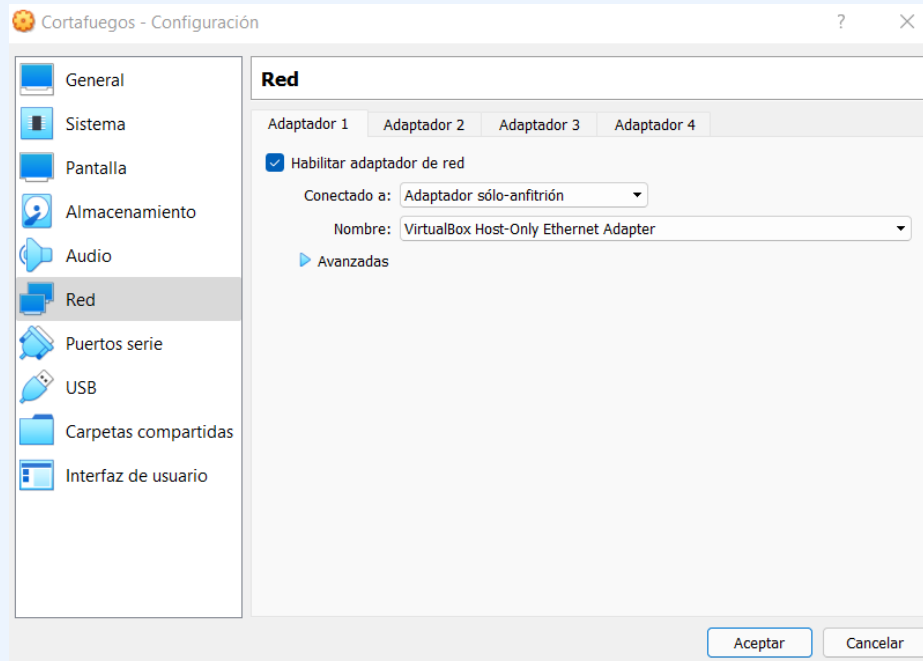 Cortafuegos - Configuración ? ×
General
Sistema
Pantalla
Almacenamiento
Audio
Red
Puertos serie
USB
Carpetas compartidas
Interfaz de usuario
Red
Adaptador 1 Adaptador 2 Adaptador 3 Adaptador 4
Habilitar adaptador de red
Conectado a: Adaptador sólo-anfitrión
Nombre: VirtualBox Host-Only Ethernet Adapter
Avanzadas
Aceptar Cancelar